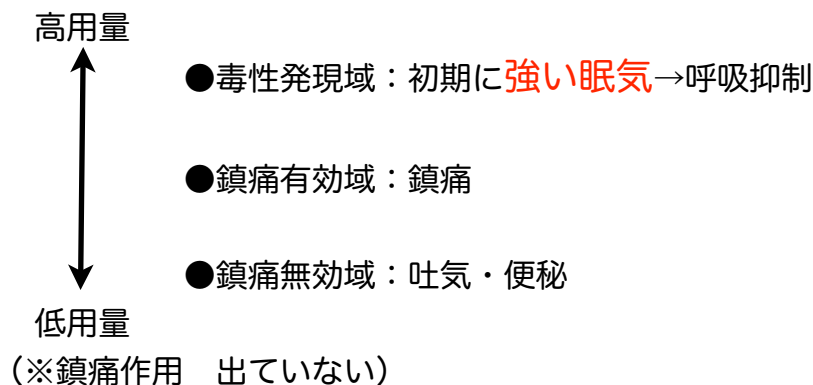 高用量
●毒性発現域：初期に強い眠気→呼吸抑制
●鎮痛有効域：鎮痛
●鎮痛無効域：吐気・便秘
低用量
（※鎮痛作用　出ていない）